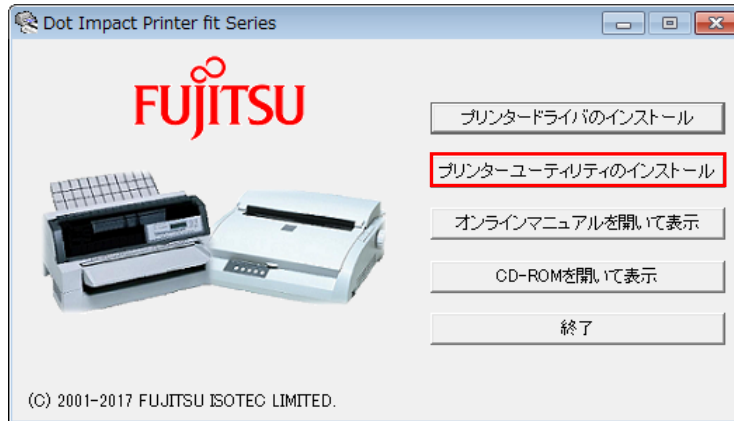 Dot Impact Printer fit Series
FUJITSU
プリンタードライバのインストール
プリンターユーティリティのインストール
オンラインマニュアルを開いて表示
CD-ROMを開いて表示
終了
(C) 2001-2017 FUJITSU ISOTEC LIMITED.